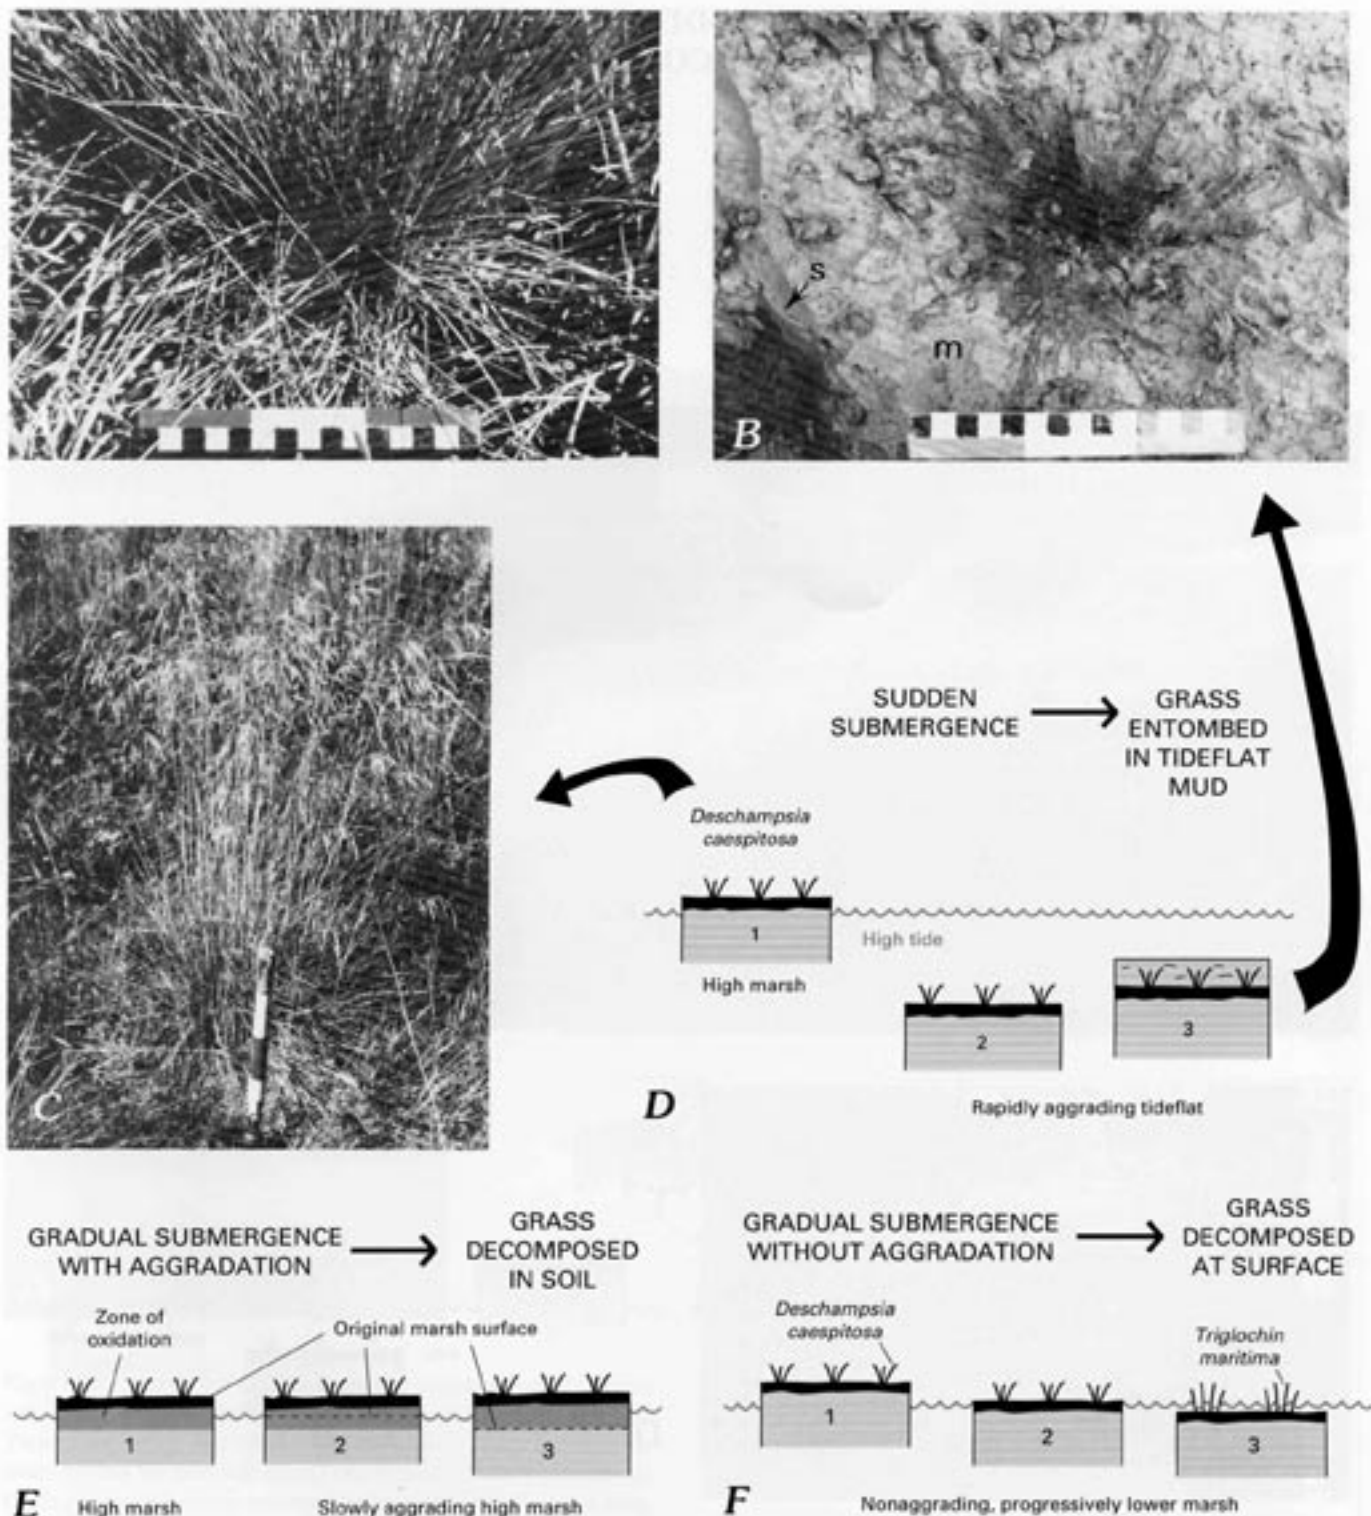 s
m
B
C
SUDDEN
SUBMERGENCE
GRASS
ENTOMBED
IN TIDEFLAT
MUD
Deschampsia
caespitosa
1
High tide
High marsh
2
3
D
Rapidly aggrading tideflat
GRADUAL SUBMERGENCE
WITH AGGRADATION
GRASS
DECOMPOSED
IN SOIL
Zone of
oxidation
Original marsh surface
1
2
3
E
High marsh
Slowly aggrading high marsh
GRADUAL SUBMERGENCE
WITHOUT AGGRADATION
GRASS
DECOMPOSED
AT SURFACE
Deschampsia
caespitosa
Triglochin
maritima
1
2
3
F
Nonaggrading, progressively lower marsh